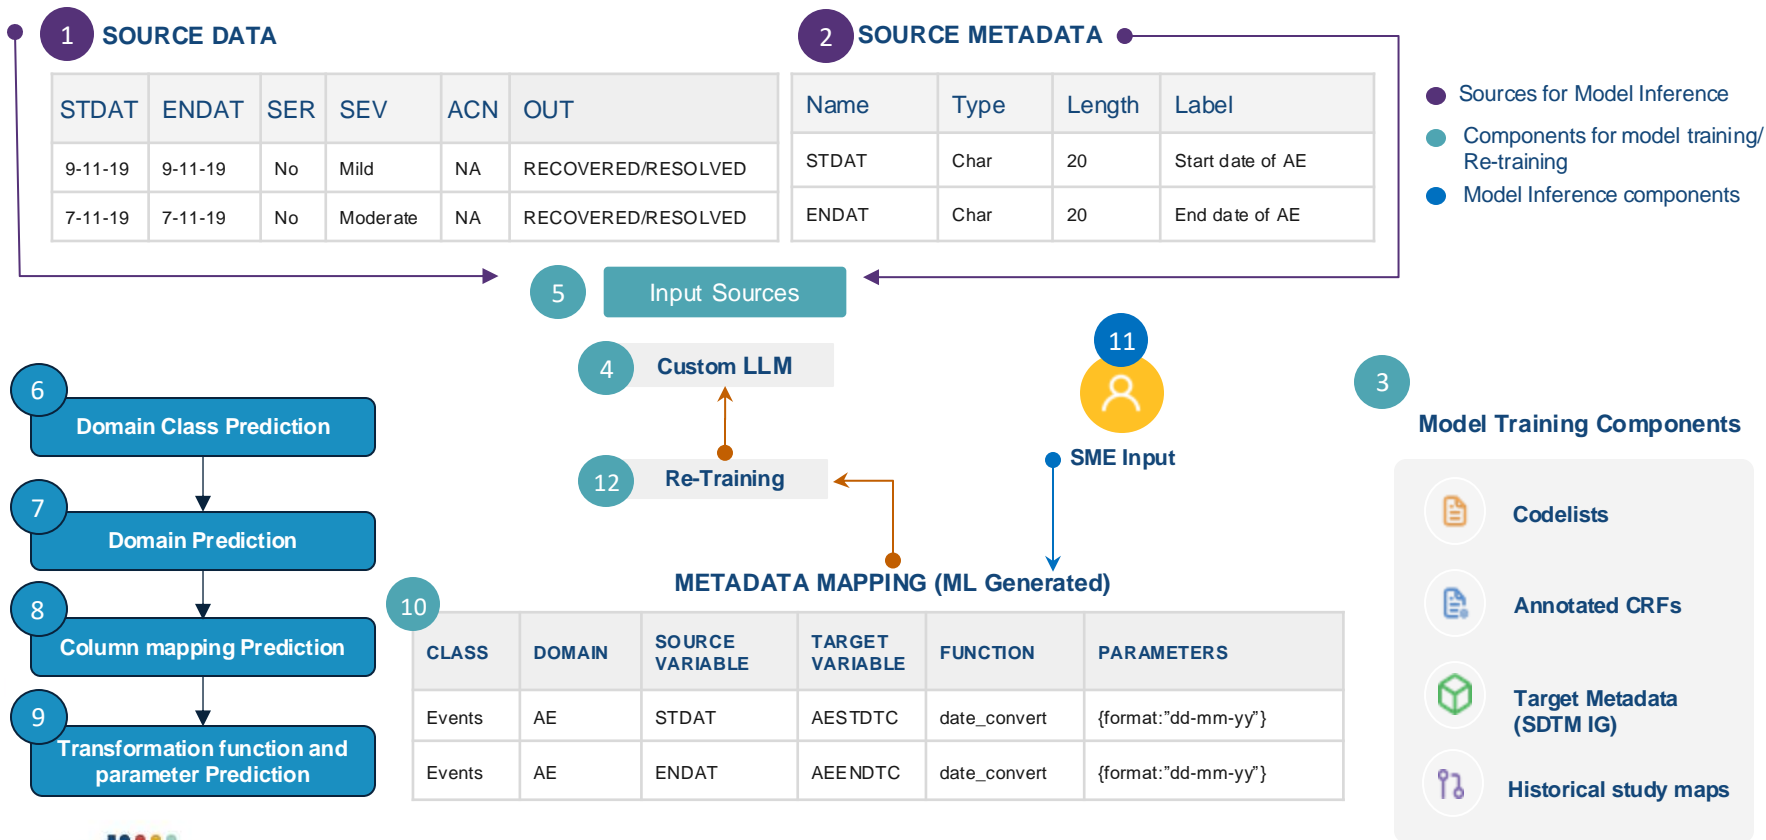 1 SOURCE DATA
STDAT ENDAT SER SEV ACN OUT
9-11-19 9-11-19 No Mild NA RECOVERED/RESOLVED
7-11-19 7-11-19 No Moderate NA RECOVERED/RESOLVED
2 SOURCE METADATA
Name Type Length Label
STDAT Char 20 Start date of AE
ENDAT Char 20 End date of AE
Sources for Model Inference
Components for model training/
Re-training
Model Inference components
5 Input Sources
4 Custom LLM
12 Re-Training
11
SME Input
6
Domain Class Prediction
7
Domain Prediction
8
Column mapping Prediction
9
Transformation function and
parameter Prediction
METADATA MAPPING (ML Generated)
10
CLASS DOMAIN SOURCE VARIABLE TARGET VARIABLE FUNCTION PARAMETERS
Events AE STDAT AESTDTC date_convert {format:”dd-mm-yy”}
Events AE ENDAT AEENDTC date_convert {format:”dd-mm-yy”}
3
Model Training Components
Codelists
Annotated CRFs
Target Metadata
(SDTM IG)
Historical study maps